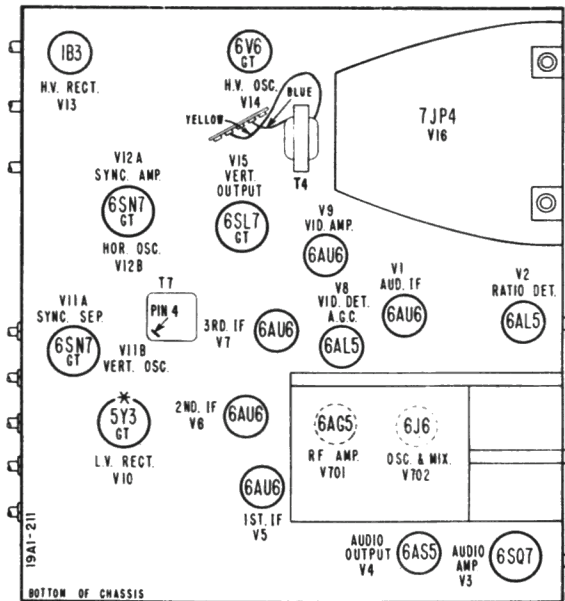 1B3
H.V. RECT.
V13
6V6
GT
H.V. OSC.
V14
BLUE
YELLOW
T4
7JP4
V16
V12A
SYNC. AMP.
6SN7
GT
HOR. OSC.
V12B
V15
VERT.
OUTPUT
6SL7
GT
V9
VID. AMP.
6AU6
V1
AUD. IF
6AU6
V2
RATIO DET.
6AL5
T7
PIN 4
V8
VID. DET.
A.G.C.
6AL5
3RD. IF
V7
6AU6
V11A
SYNC. SEP.
6SN7
GT
V11B
VERT. OSC.
*
5Y3
GT
L.V. RECT.
V10
2ND. IF
V6
6AU6
6AG5
RF AMP.
V701
6J6
OSC. & MIX.
V702
6AU6
1ST. IF
V5
AUDIO
OUTPUT
V4
6AS5
AUDIO
AMP
V3
6SQ7
19A1-211
BOTTOM OF CHASSIS